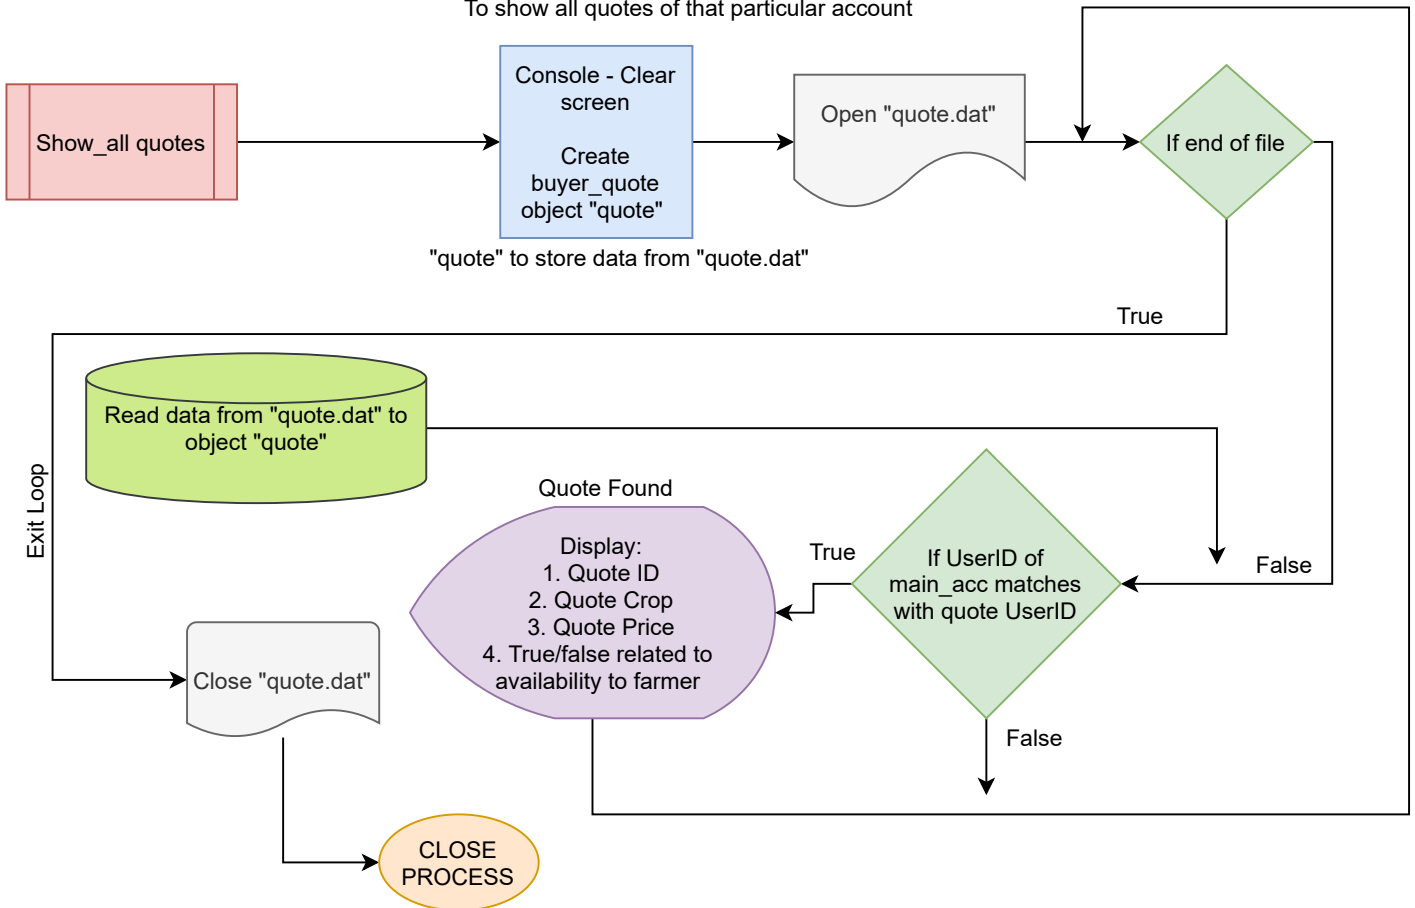 To show all quotes of that particular account
Show_all quotes
Console - Clear
screen
Create
buyer_quote
object "quote"
Open "quote.dat"
If end of file
"quote" to store data from "quote.dat"
True
Read data from "quote.dat" to
object "quote"
Exit Loop
Quote Found
Display:
1. Quote ID
2. Quote Crop
3. Quote Price
4. True/false related to
availability to farmer
True
If UserID of
main_acc matches
with quote UserID
False
Close "quote.dat"
False
CLOSE
PROCESS